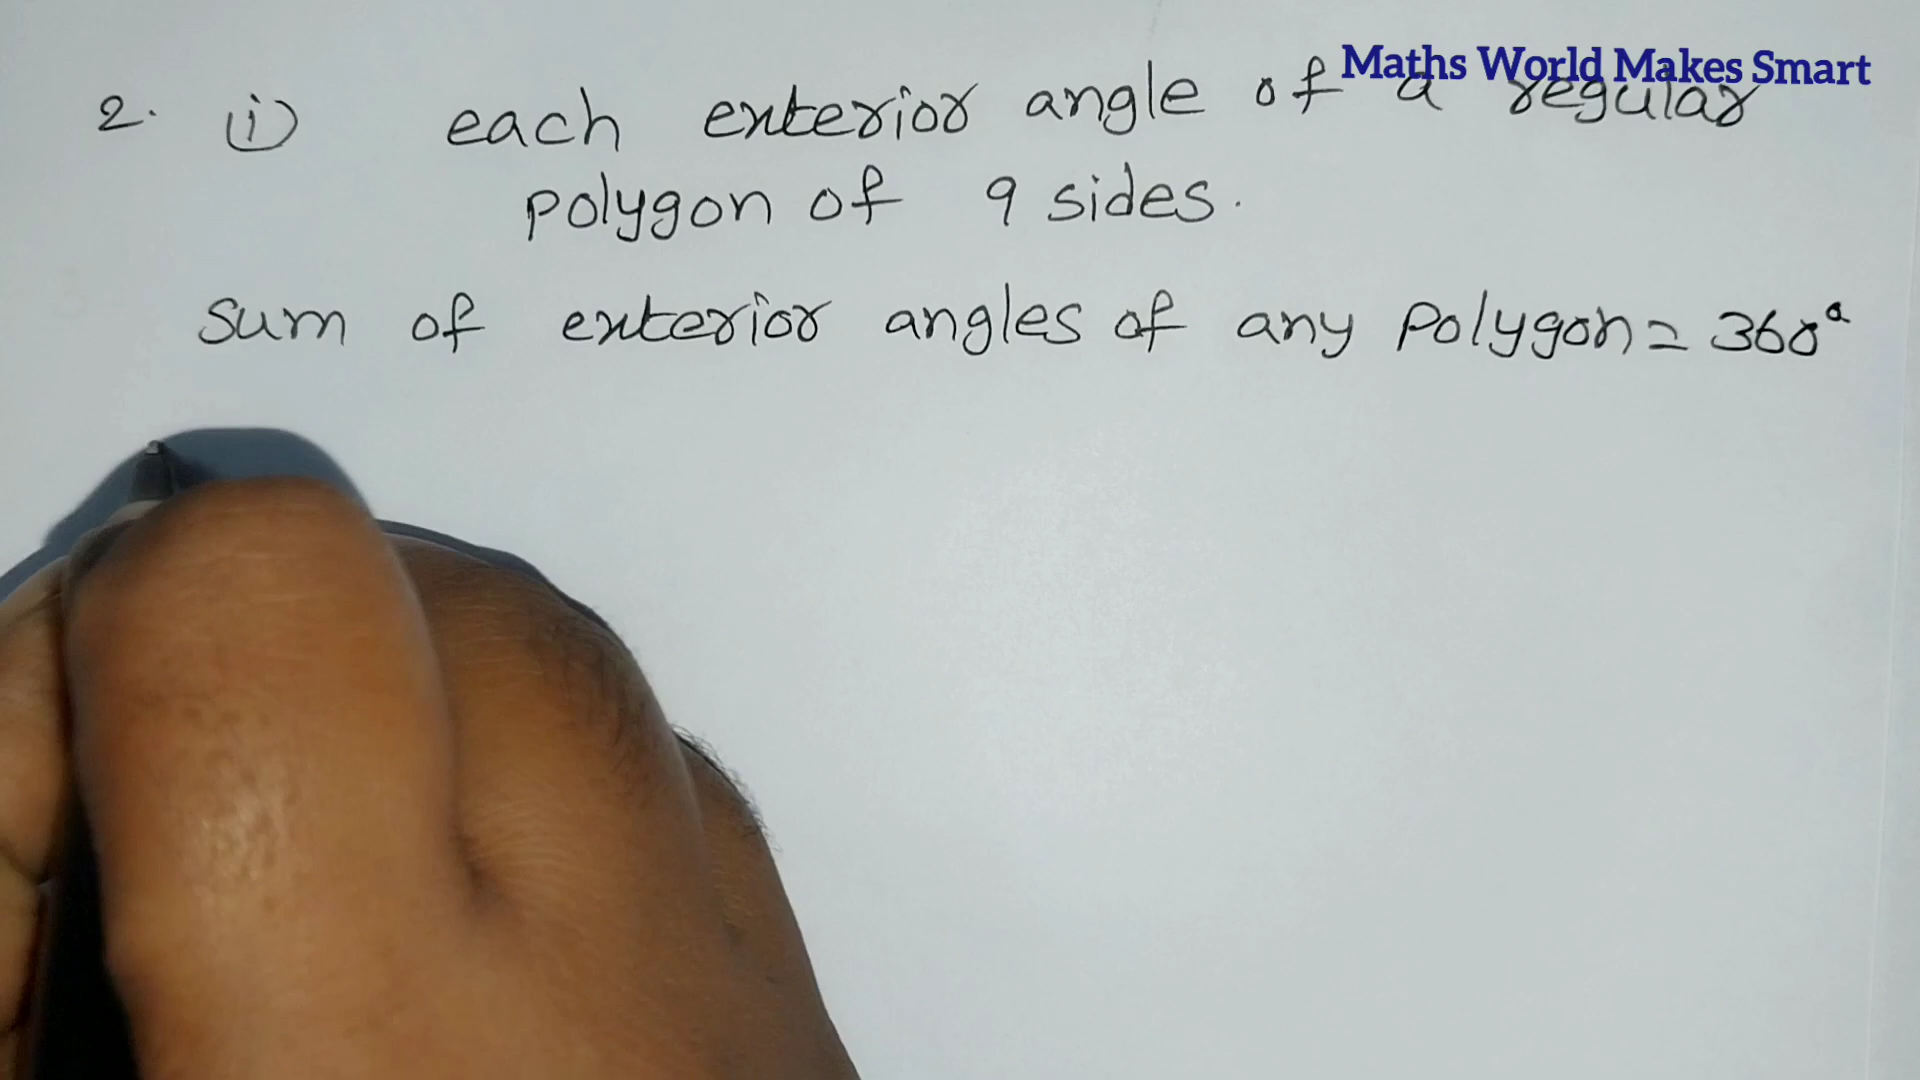 Maths World Makes Smart
2. (i) each exterior angle of a regular
polygon of 9 sides.
Sum of exterior angles of any polygon = 360°